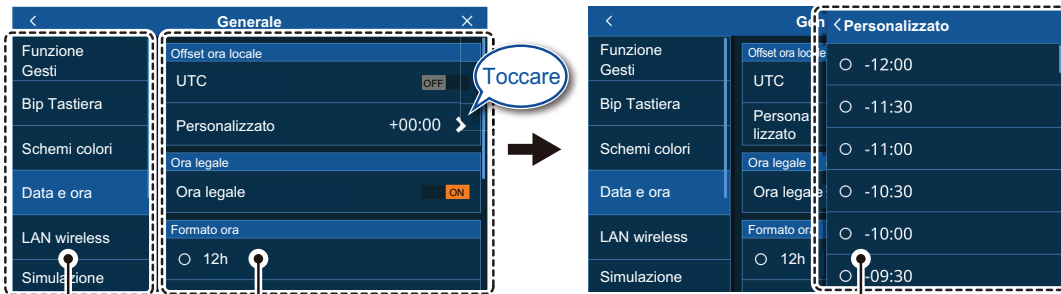 Generale
Funzione
Gesti
Bip Tastiera
Schemi colori
Data e ora
LAN wireless
Simulazione
Offset ora locale
UTC
OFF
Personalizzato
+00:00
Ora legale
Ora legale
ON
Formato ora
12h
Toccare
Gen
Funzione
Gesti
Bip Tastiera
Schemi colori
Data e ora
LAN wireless
Simulazione
Offset ora locale
UTC
Persona
lizzato
Ora legale
Ora legale
Formato ora
12h
Personalizzato
-12:00
-11:30
-11:00
-10:30
-10:00
-09:30